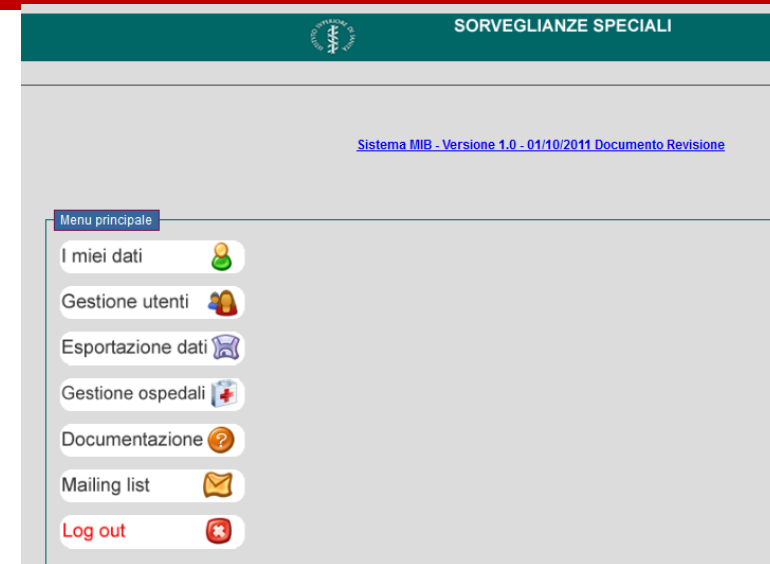 SORVEGLIANZE SPECIALI
Sistema MIB - Versione 1.0 - 01/10/2011 Documento Revisione
Menu principale
I miei dati
Gestione utenti
Esportazione dati
Gestione ospedali
Documentazione
Mailing list
Log out